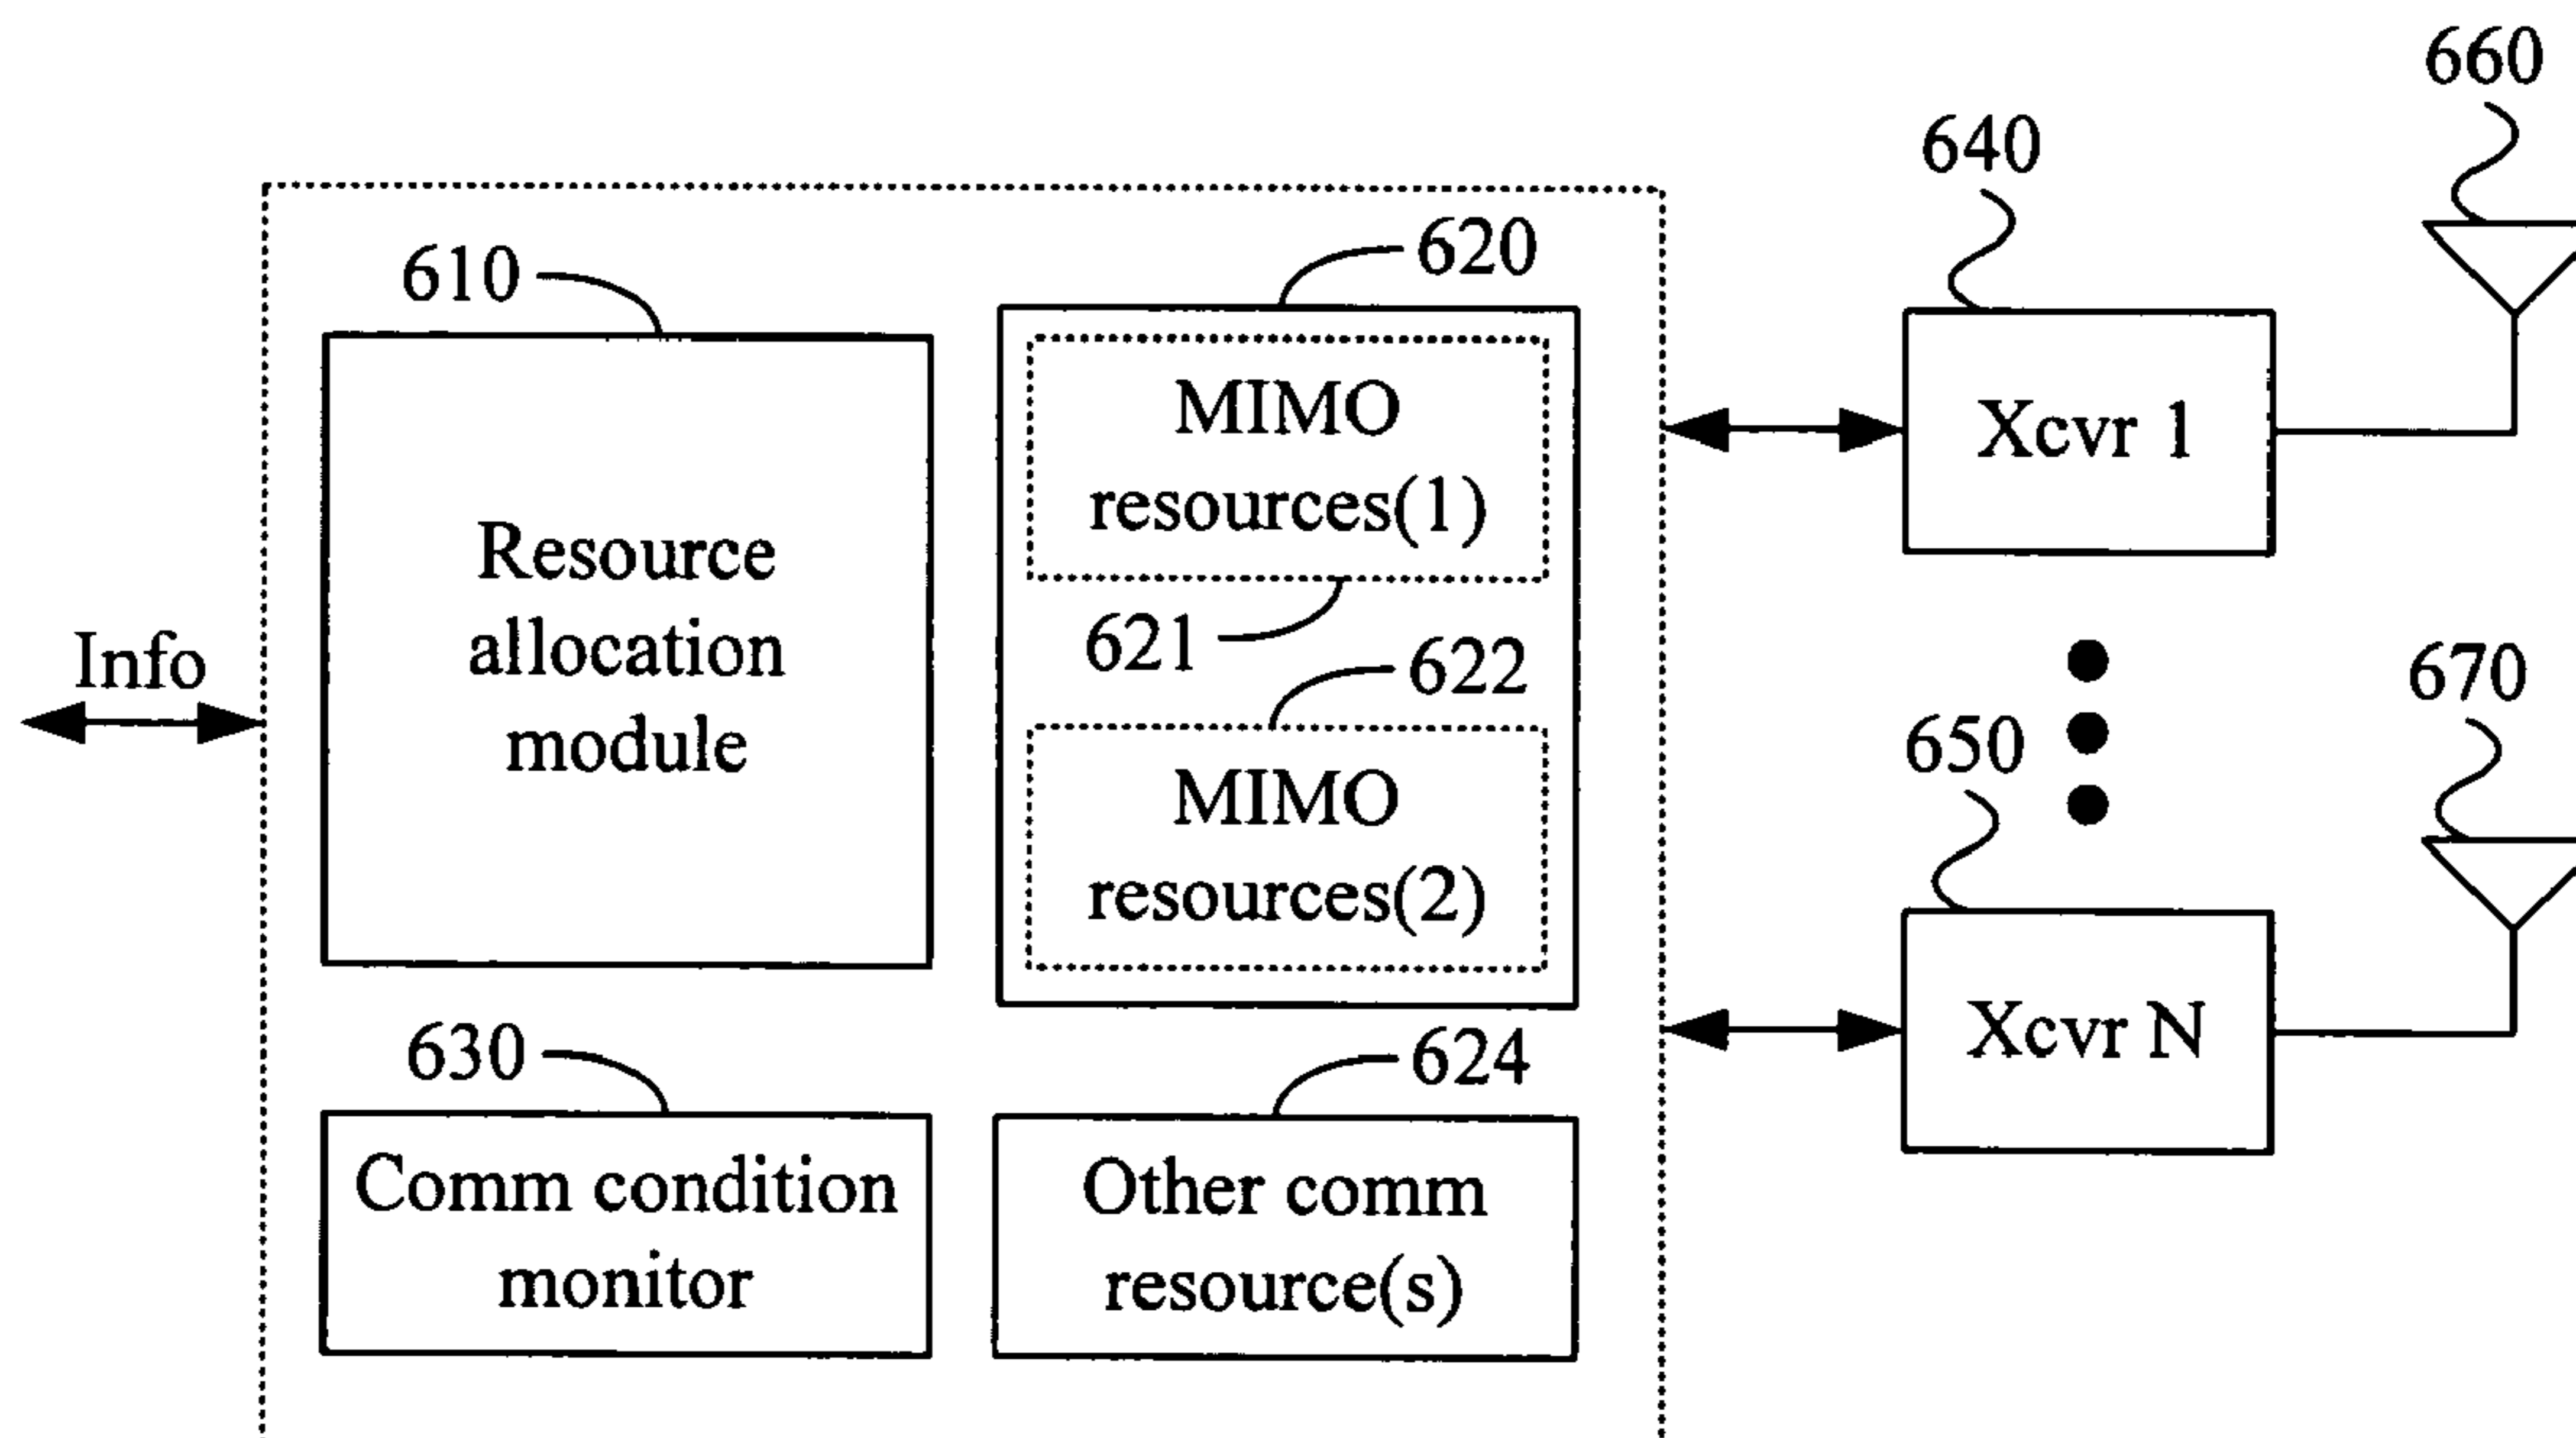 660
640
620
610
MIMO
resources(1)
Xcvr 1
Resource
allocation
module
621
622
Info
670
650
MIMO
resources(2)
Xcvr N
630
624
Comm condition
monitor
Other comm
resource(s)